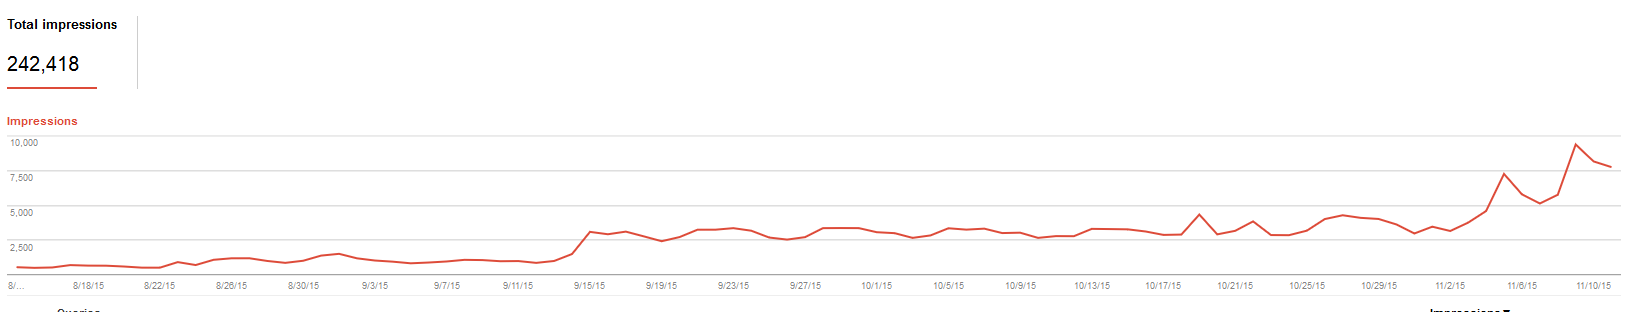 Total impressions
242,418
Impressions
10,000
7,500
5,000
2,500
8/... 8/18/15 8/22/15 8/26/15 8/30/15 9/3/15 9/7/15 9/11/15 9/15/15 9/19/15 9/23/15 9/27/15 10/1/15 10/5/15 10/9/15 10/13/15 10/17/15 10/21/15 10/25/15 10/29/15 11/2/15 11/6/15 11/10/15
Queries Impressions▼